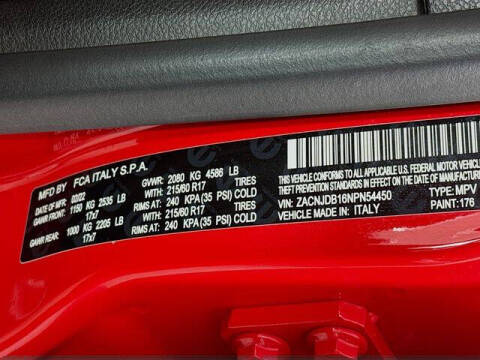 MFD BY FCA ITALY S.P.A.
DATE OF MFR: 02/22 GVWR: 2080 KG 4586 LB
GAWR FRONT: 1150 KG 2535 LB WITH: 215/60 R17 TIRES
17x7 RIMS AT: 240 KPA(35 PSI) COLD
GAWR REAR: 1000 KG 2205 LB WITH: 215/60 R17 TIRES
17x7 RIMS AT: 240 KPA(35 PSI) COLD
THIS VEHICLE CONFORMS TO ALL APPLICABLE U.S. FEDERAL MOTOR VEHICLE
THEFT PREVENTION STANDARDS IN EFFECT ON THE DATE OF
VIN: ZACNJDB16NPN54450 TYPE: MPV
VEHICLE MADE IN: ITALY PAINT: 176